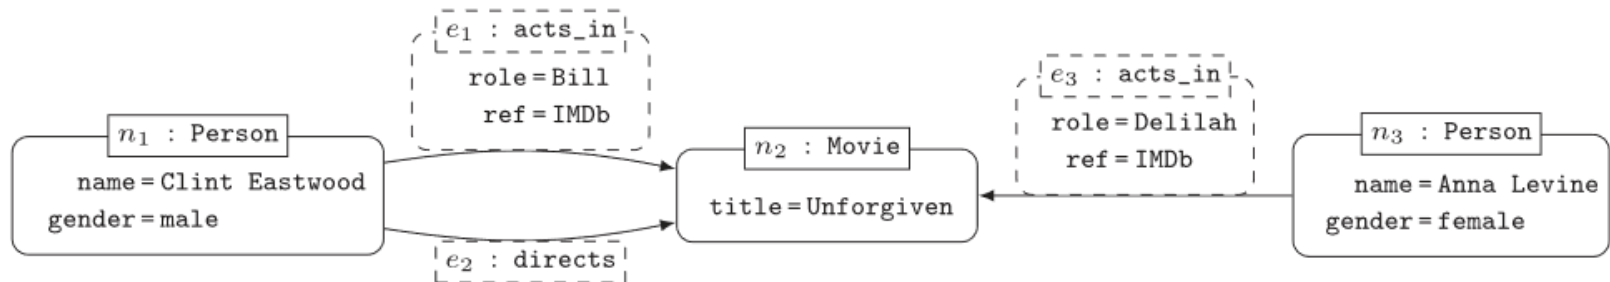 e₁ : acts_in
role = Bill
ref = IMDb
n₁ : Person
name = Clint Eastwood
gender = male
e₂ : directs
n₂ : Movie
title = Unforgiven
e₃ : acts_in
role = Delilah
ref = IMDb
n₃ : Person
name = Anna Levine
gender = female